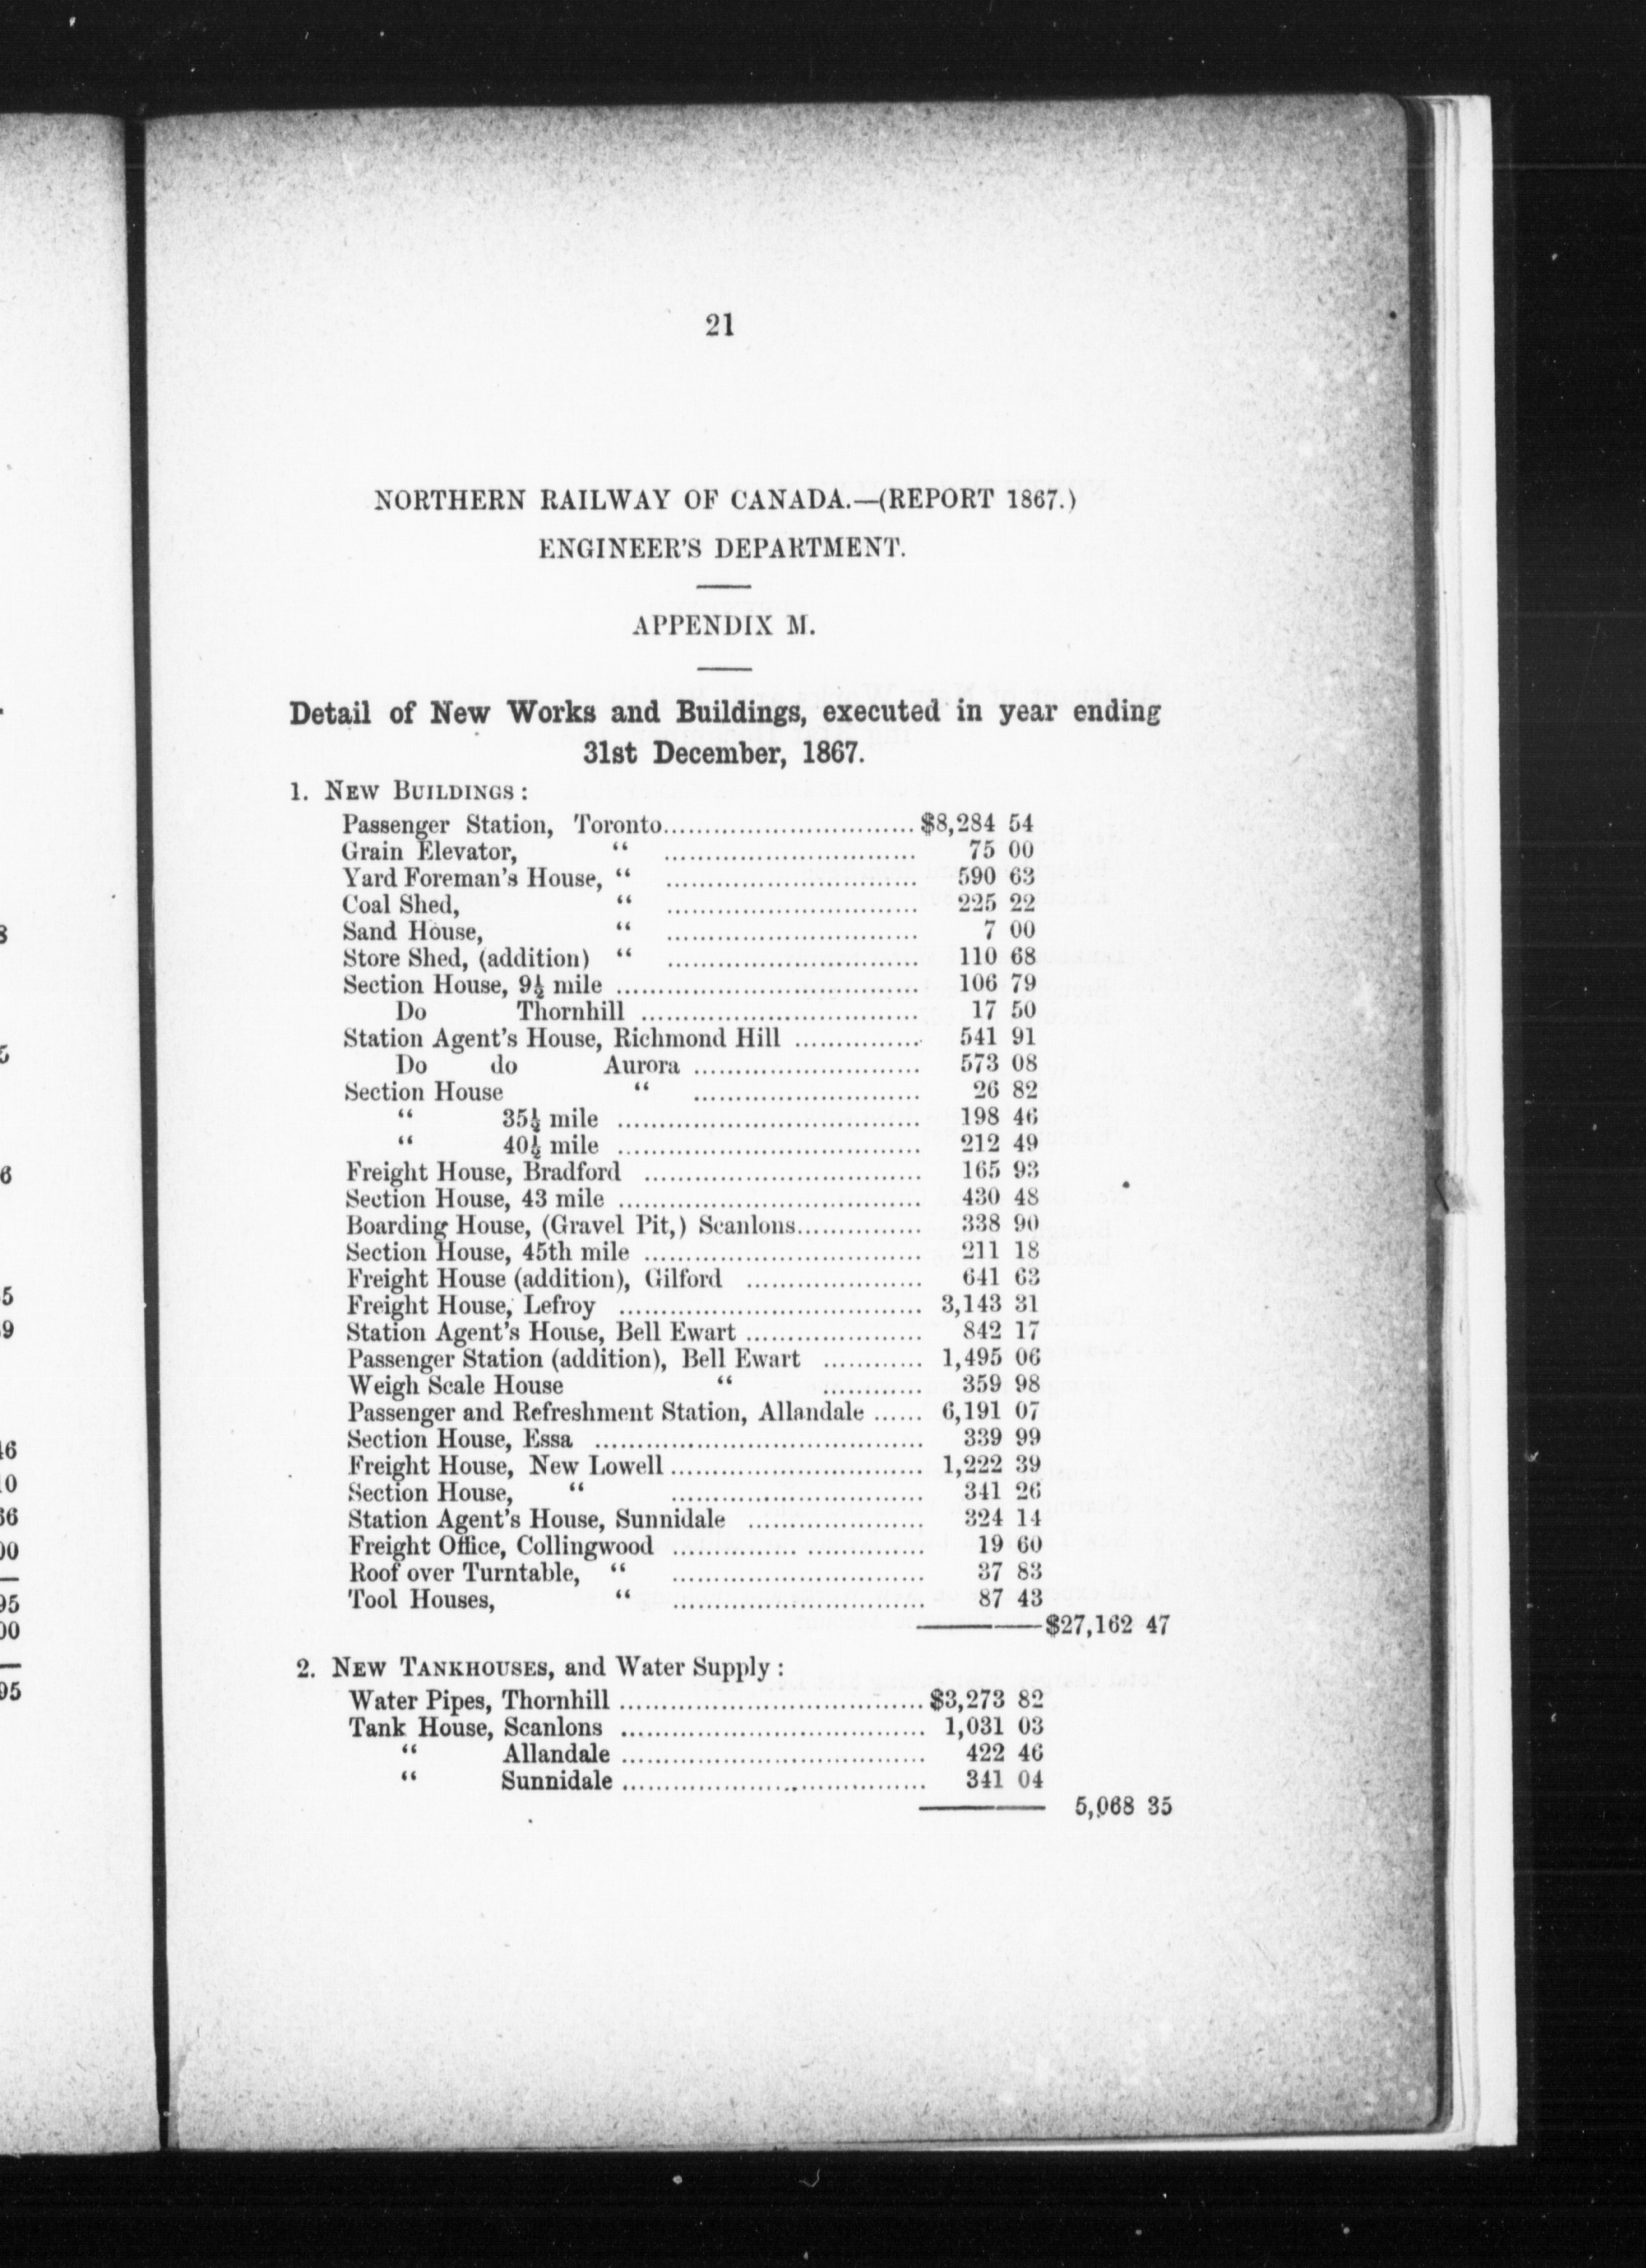 21
NORTHERN RAILWAY OF CANADA.—(REPORT 1867.)
ENGINEER'S DEPARTMENT.
APPENDIX M.
Detail of New Works and Buildings, executed in year ending
31st December, 1867.
1. NEW BUILDINGS:
Passenger Station, Toronto.............................. $8,284 54
Grain Elevator, “ .............................. 75 00
Yard Foreman's House, “ .............................. 590 63
Coal Shed, “ .............................. 225 22
Sand House, “ .............................. 7 00
Store Shed, (addition) “ .............................. 110 68
Section House, 9½ mile .................................... 106 79
Do Thornhill ................................. 17 50
Station Agent's House, Richmond Hill ............... 541 91
Do do Aurora ........................... 573 08
Section House “ ........................... 26 82
“ 35½ mile .................................... 198 46
“ 40½ mile .................................... 212 49
Freight House, Bradford ................................. 165 93
Section House, 43 mile .................................... 430 48
Boarding House, (Gravel Pit,) Scanlons............... 338 90
Section House, 45th mile ................................. 211 18
Freight House (addition), Gilford ..................... 641 63
Freight House, Lefroy .................................... 3,143 31
Station Agent's House, Bell Ewart ..................... 842 17
Passenger Station (addition), Bell Ewart ............ 1,495 06
Weigh Scale House “ ............ 359 98
Passenger and Refreshment Station, Allandale ...... 6,191 07
Section House, Essa ....................................... 339 99
Freight House, New Lowell.............................. 1,222 39
Section House, “ .............................. 341 26
Station Agent's House, Sunnidale ..................... 324 14
Freight Office, Collingwood ............... .............. 19 60
Roof over Turntable, “ .............................. 37 83
Tool Houses, “ .............................. 87 43
$27,162 47
2. NEW TANKHOUSES, and Water Supply:
Water Pipes, Thornhill .................................... $3,273 82
Tank House, Scanlons .................................... 1,031 03
“ Allandale .................................... 422 46
“ Sunnidale .................................... 341 04
5,068 35